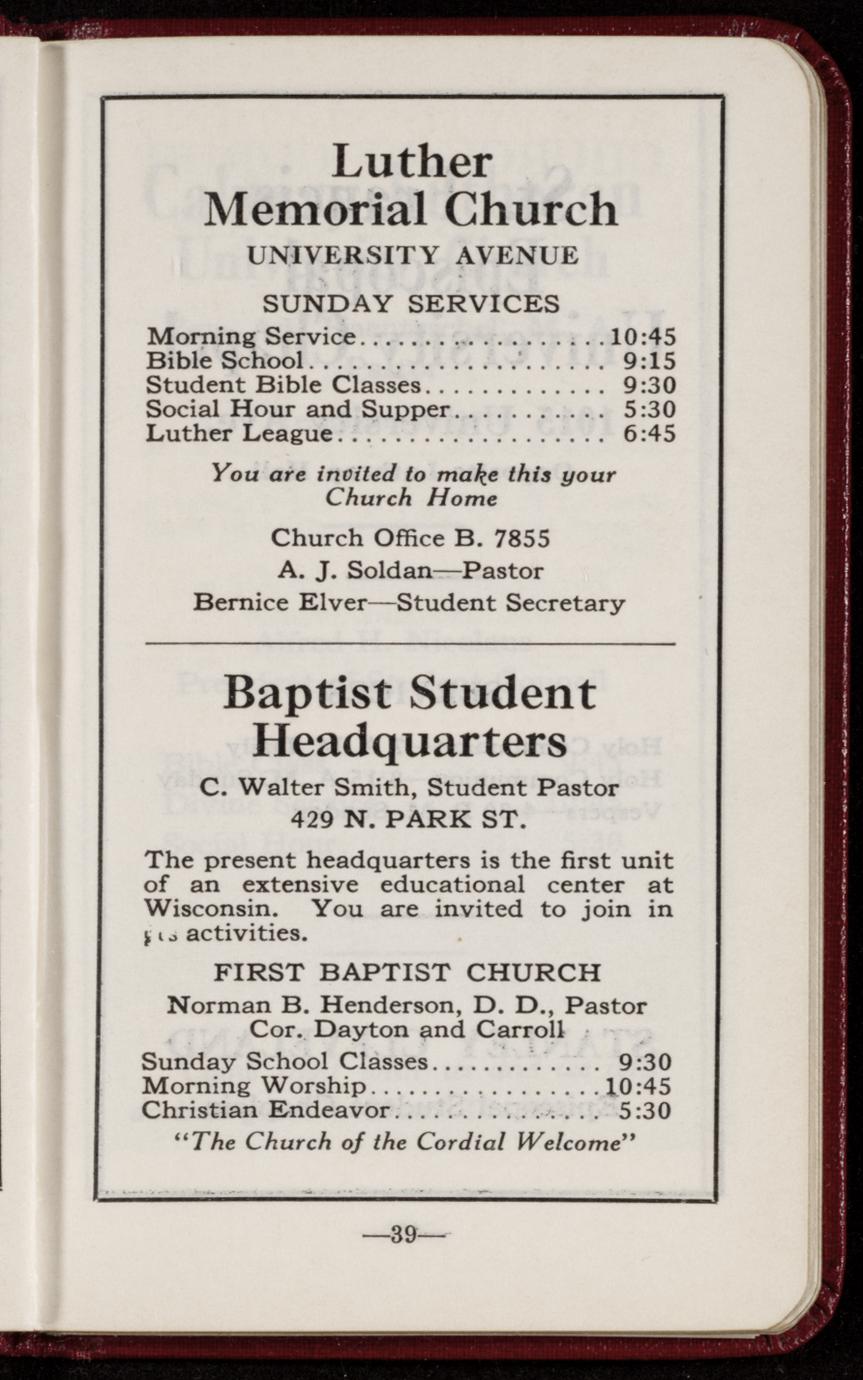 Luther
Memorial Church
UNIVERSITY AVENUE
SUNDAY SERVICES
Morning Service...................10:45
Bible School....................... 9:15
Student Bible Classes............. 9:30
Social Hour and Supper........... 5:30
Luther League.................... 6:45
You are invited to make this your
Church Home
Church Office B. 7855
A. J. Soldan—Pastor
Bernice Elver—Student Secretary
Baptist Student
Headquarters
C. Walter Smith, Student Pastor
429 N. PARK ST.
The present headquarters is the first unit
of an extensive educational center at
Wisconsin. You are invited to join in
activities.
FIRST BAPTIST CHURCH
Norman B. Henderson, D. D., Pastor
Cor. Dayton and Carroll
Sunday School Classes............. 9:30
Morning Worship..................10:45
Christian Endeavor................ 5:30
“The Church of the Cordial Welcome”
—39—